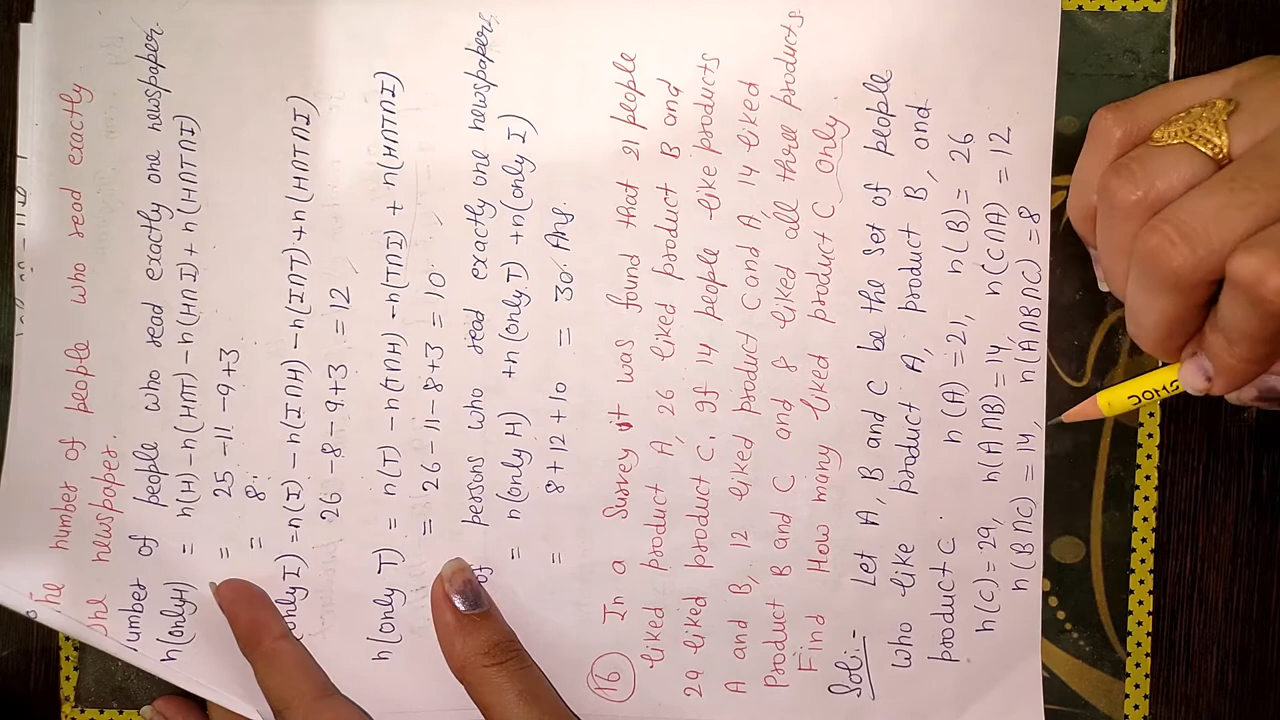 The number of people who read exactly
one newspaper.
umber of people who read exactly one newspaper
n(only H) = n(H)-n(H∩T)-n(H∩I)+n(H∩T∩I)
= 25-11-9+3
= 8.
(only I) = n(I)-n(I∩H)-n(I∩T)+n(H∩T∩I)
26-8-9+3=12
n(only T) = n(T)-n(T∩H)-n(T∩I)+n(H∩T∩I)
= 26-11-8+3=10.
of persons who read exactly one newspapers.
= n(only H) +n(only T) +n(only I)
= 8+12+10 = 30 Ans.
16 In a Survey it was found that 21 people
liked product A, 26 liked product B and
29 liked product C. If 14 people like products
A and B, 12 liked product C and A, 14 liked
Product B and C and 8 liked all three products.
Find How many liked product C only.
Sol:- Let A, B and C be the set of people
who like product A, product B, and
product C. n(A)=21, n(B)=26
n(C)=29, n(A∩B)=14, n(C∩A)=12
n(B∩C)=14, n(A∩B∩C)=8
DOMS